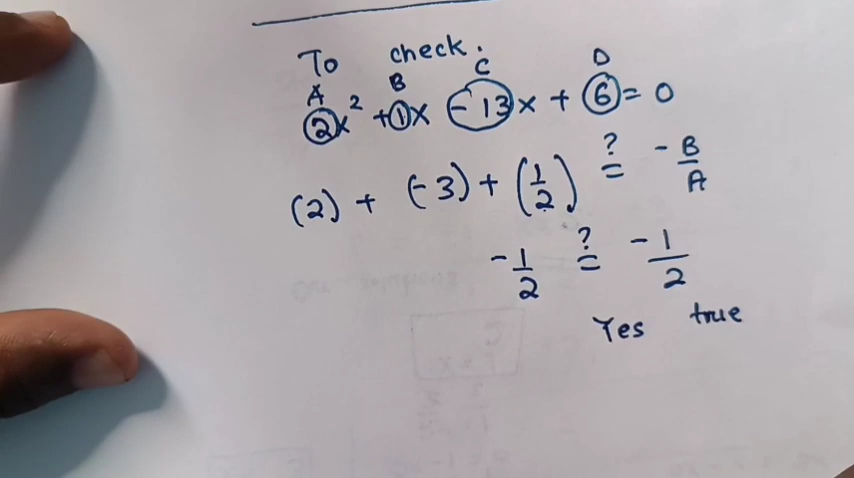 To check.
A B C D
2x² + 1x - 13x + 6 = 0
(2) + (-3) + (1/2) ?= - B/A
- 1/2 ?= - 1/2
Yes true